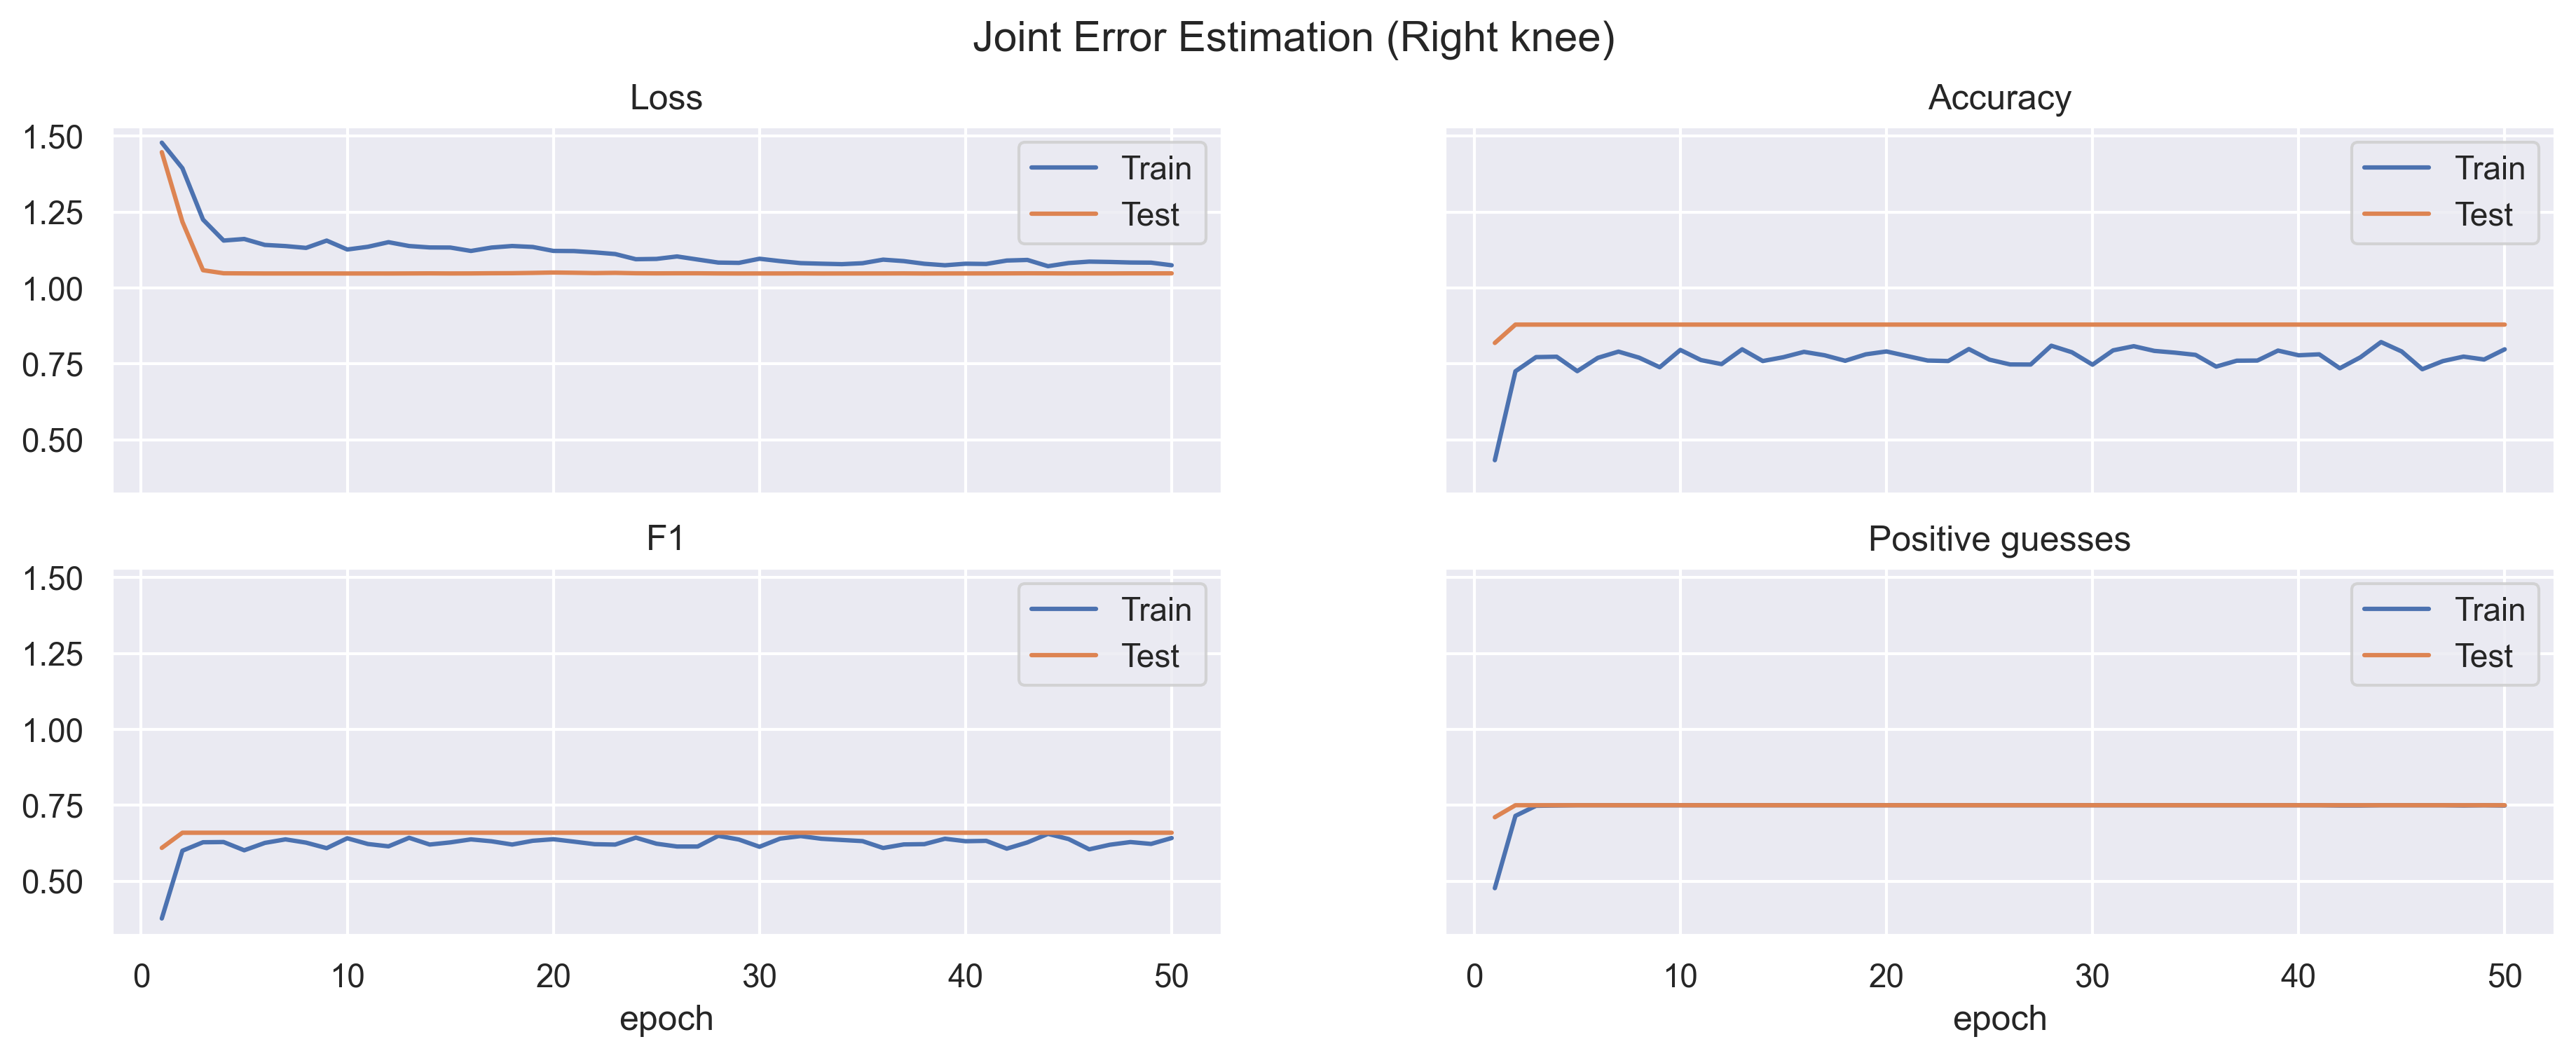 Joint Error Estimation (Right knee)
Loss
1.50
1.25
1.00
0.75
0.50
Train
Test
Accuracy
Train
Test
F1
1.50
1.25
1.00
0.75
0.50
Train
Test
0 10 20 30 40 50
epoch
Positive guesses
Train
Test
0 10 20 30 40 50
epoch